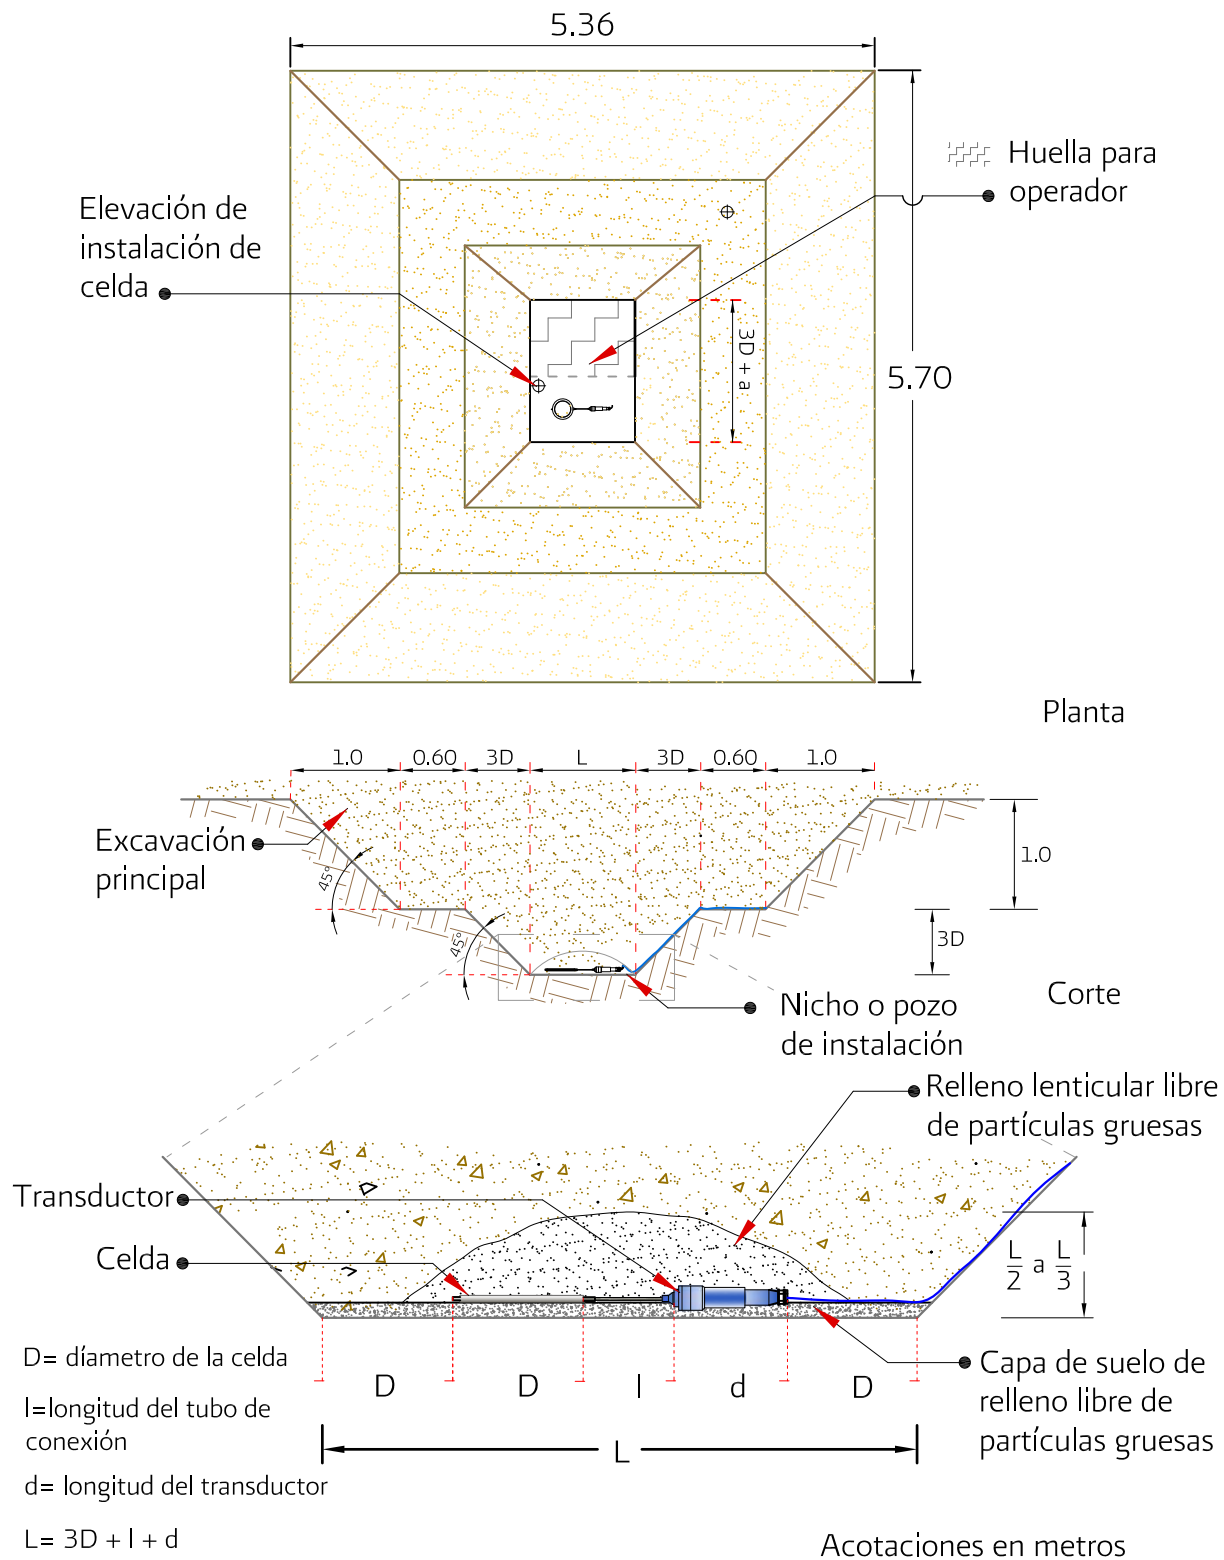 5.36
Huella para
operador
Elevación de
instalación de
celda
3D + a
5.70
Planta
1.0
0.60
3D
L
3D
0.60
1.0
Excavación
principal
45°
45°
1.0
3D
Corte
Nicho o pozo
de instalación
Relleno lenticular libre
de partículas gruesas
Transductor
Celda
L/2 a L/3
D= díametro de la celda
D
D
l
d
D
Capa de suelo de
relleno libre de
partículas gruesas
l=longitud del tubo de
conexión
L
d= longitud del transductor
L= 3D + l + d
Acotaciones en metros